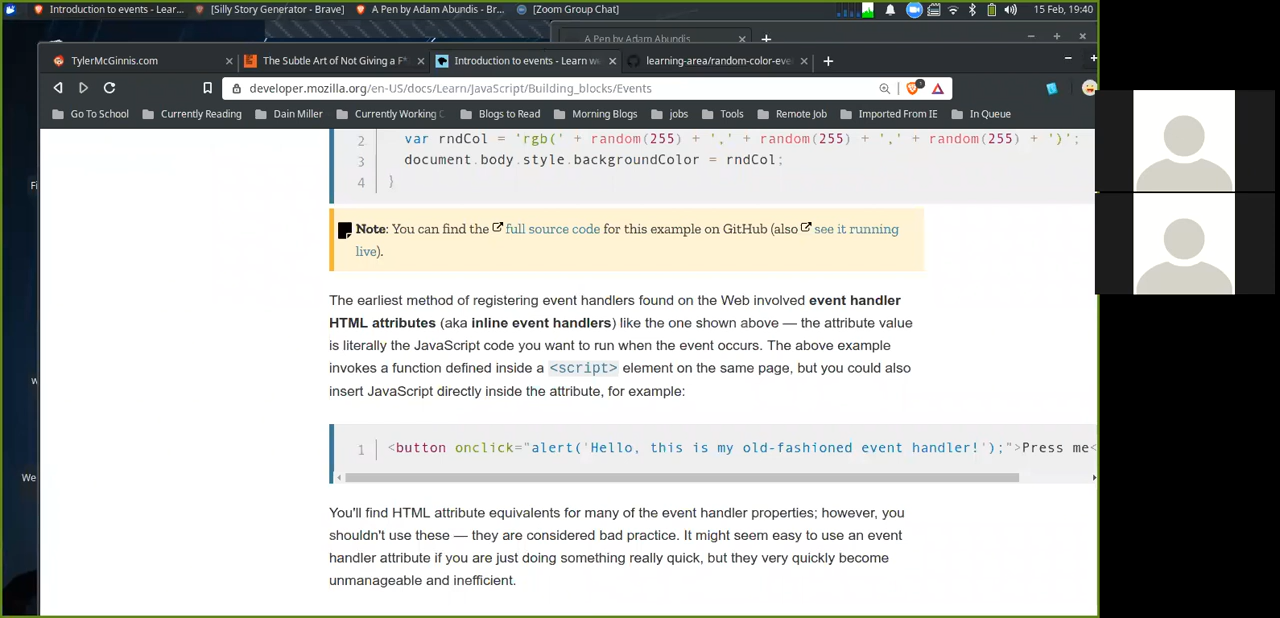 Introduction to events - Lear... [Silly Story Generator - Brave] A Pen by Adam Abundis - Br... [Zoom Group Chat] 15 Feb, 19:40
A Pen by Adam Abundis
TylerMcGinnis.com The Subtle Art of Not Giving a F* Introduction to events - Learn we learning-area/random-color-eve
developer.mozilla.org/en-US/docs/Learn/JavaScript/Building_blocks/Events
Go To School Currently Reading Dain Miller Currently Working C Blogs to Read Morning Blogs jobs Tools Remote Job Imported From IE In Queue
2 var rndCol = 'rgb(' + random(255) + ',' + random(255) + ',' + random(255) + ')';
3 document.body.style.backgroundColor = rndCol;
4 }
Note: You can find the full source code for this example on GitHub (also see it running
live).
The earliest method of registering event handlers found on the Web involved event handler
HTML attributes (aka inline event handlers) like the one shown above — the attribute value
is literally the JavaScript code you want to run when the event occurs. The above example
invokes a function defined inside a <script> element on the same page, but you could also
insert JavaScript directly inside the attribute, for example:
1 <button onclick="alert('Hello, this is my old-fashioned event handler!');">Press me<
You'll find HTML attribute equivalents for many of the event handler properties; however, you
shouldn't use these — they are considered bad practice. It might seem easy to use an event
handler attribute if you are just doing something really quick, but they very quickly become
unmanageable and inefficient.
Fi
We